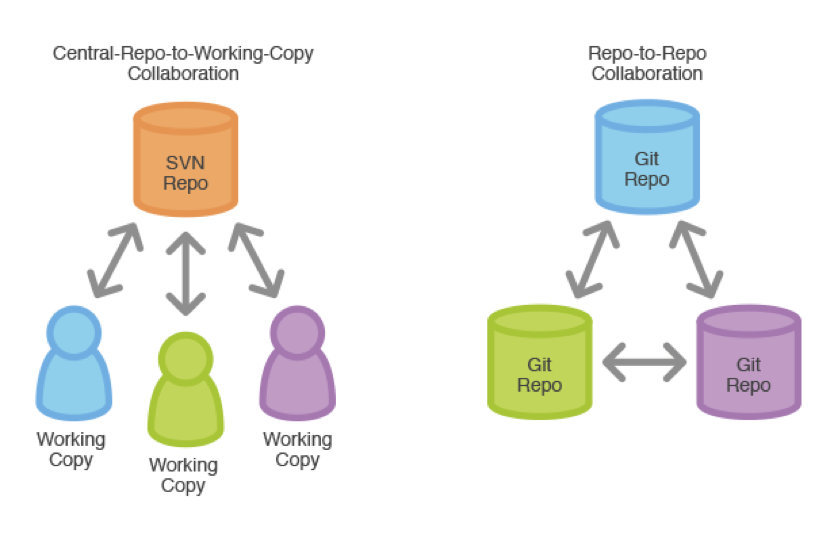 Central-Repo-to-Working-Copy
Collaboration
SVN
Repo
Working
Copy
Working
Copy
Working
Copy
Repo-to-Repo
Collaboration
Git
Repo
Git
Repo
Git
Repo